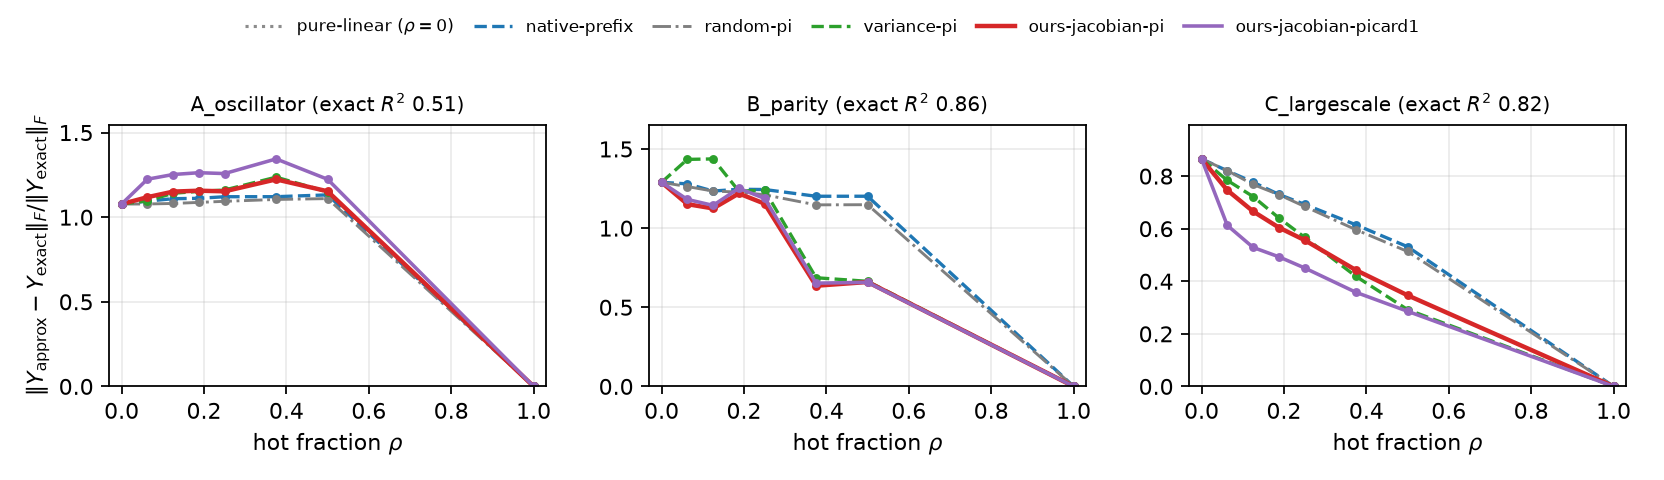 pure-linear (ρ = 0) native-prefix random-pi variance-pi ours-jacobian-pi ours-jacobian-picard1
A_oscillator (exact R² 0.51)
‖Y_approx − Y_exact‖_F/‖Y_exact‖_F
1.5
1.0
0.5
0.0
0.0 0.2 0.4 0.6 0.8 1.0
hot fraction ρ
B_parity (exact R² 0.86)
1.5
1.0
0.5
0.0
0.0 0.2 0.4 0.6 0.8 1.0
hot fraction ρ
C_largescale (exact R² 0.82)
0.8
0.6
0.4
0.2
0.0
0.0 0.2 0.4 0.6 0.8 1.0
hot fraction ρ